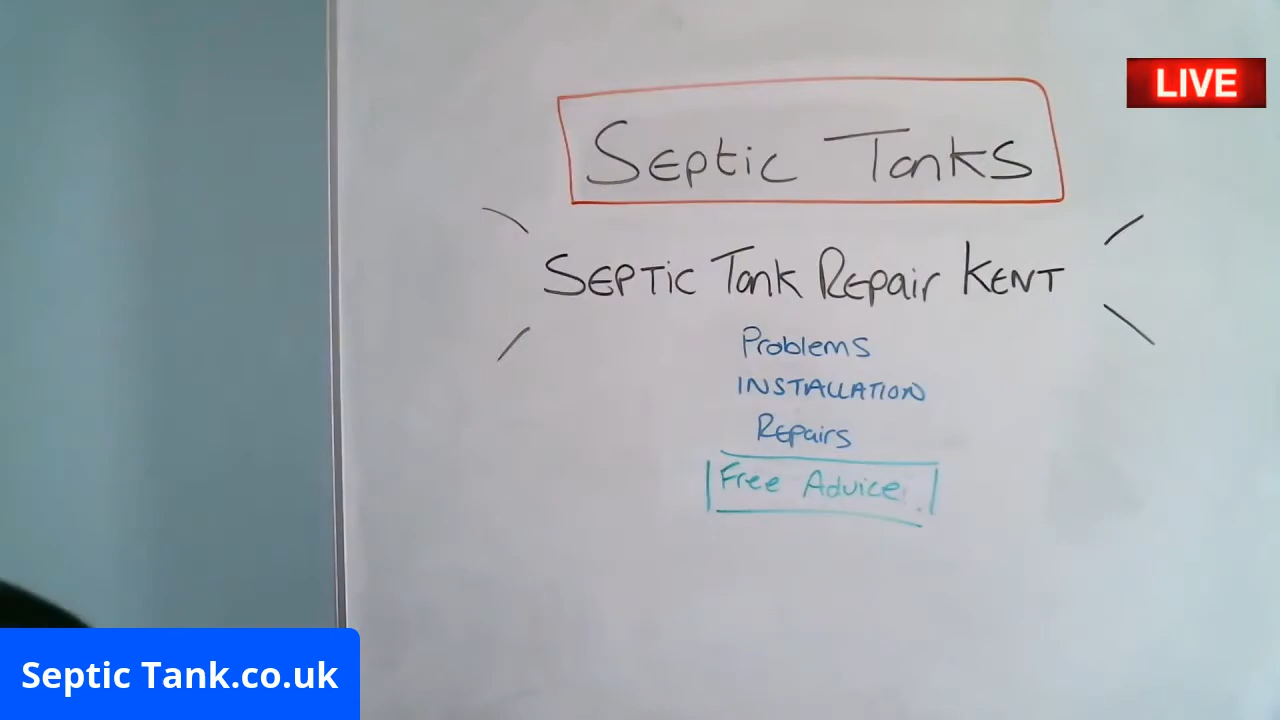 LIVE
Septic Tanks
SEPTIC Tank Repair KENT
Problems
INSTALLATION
Repairs
Free Advice
Septic Tank.co.uk